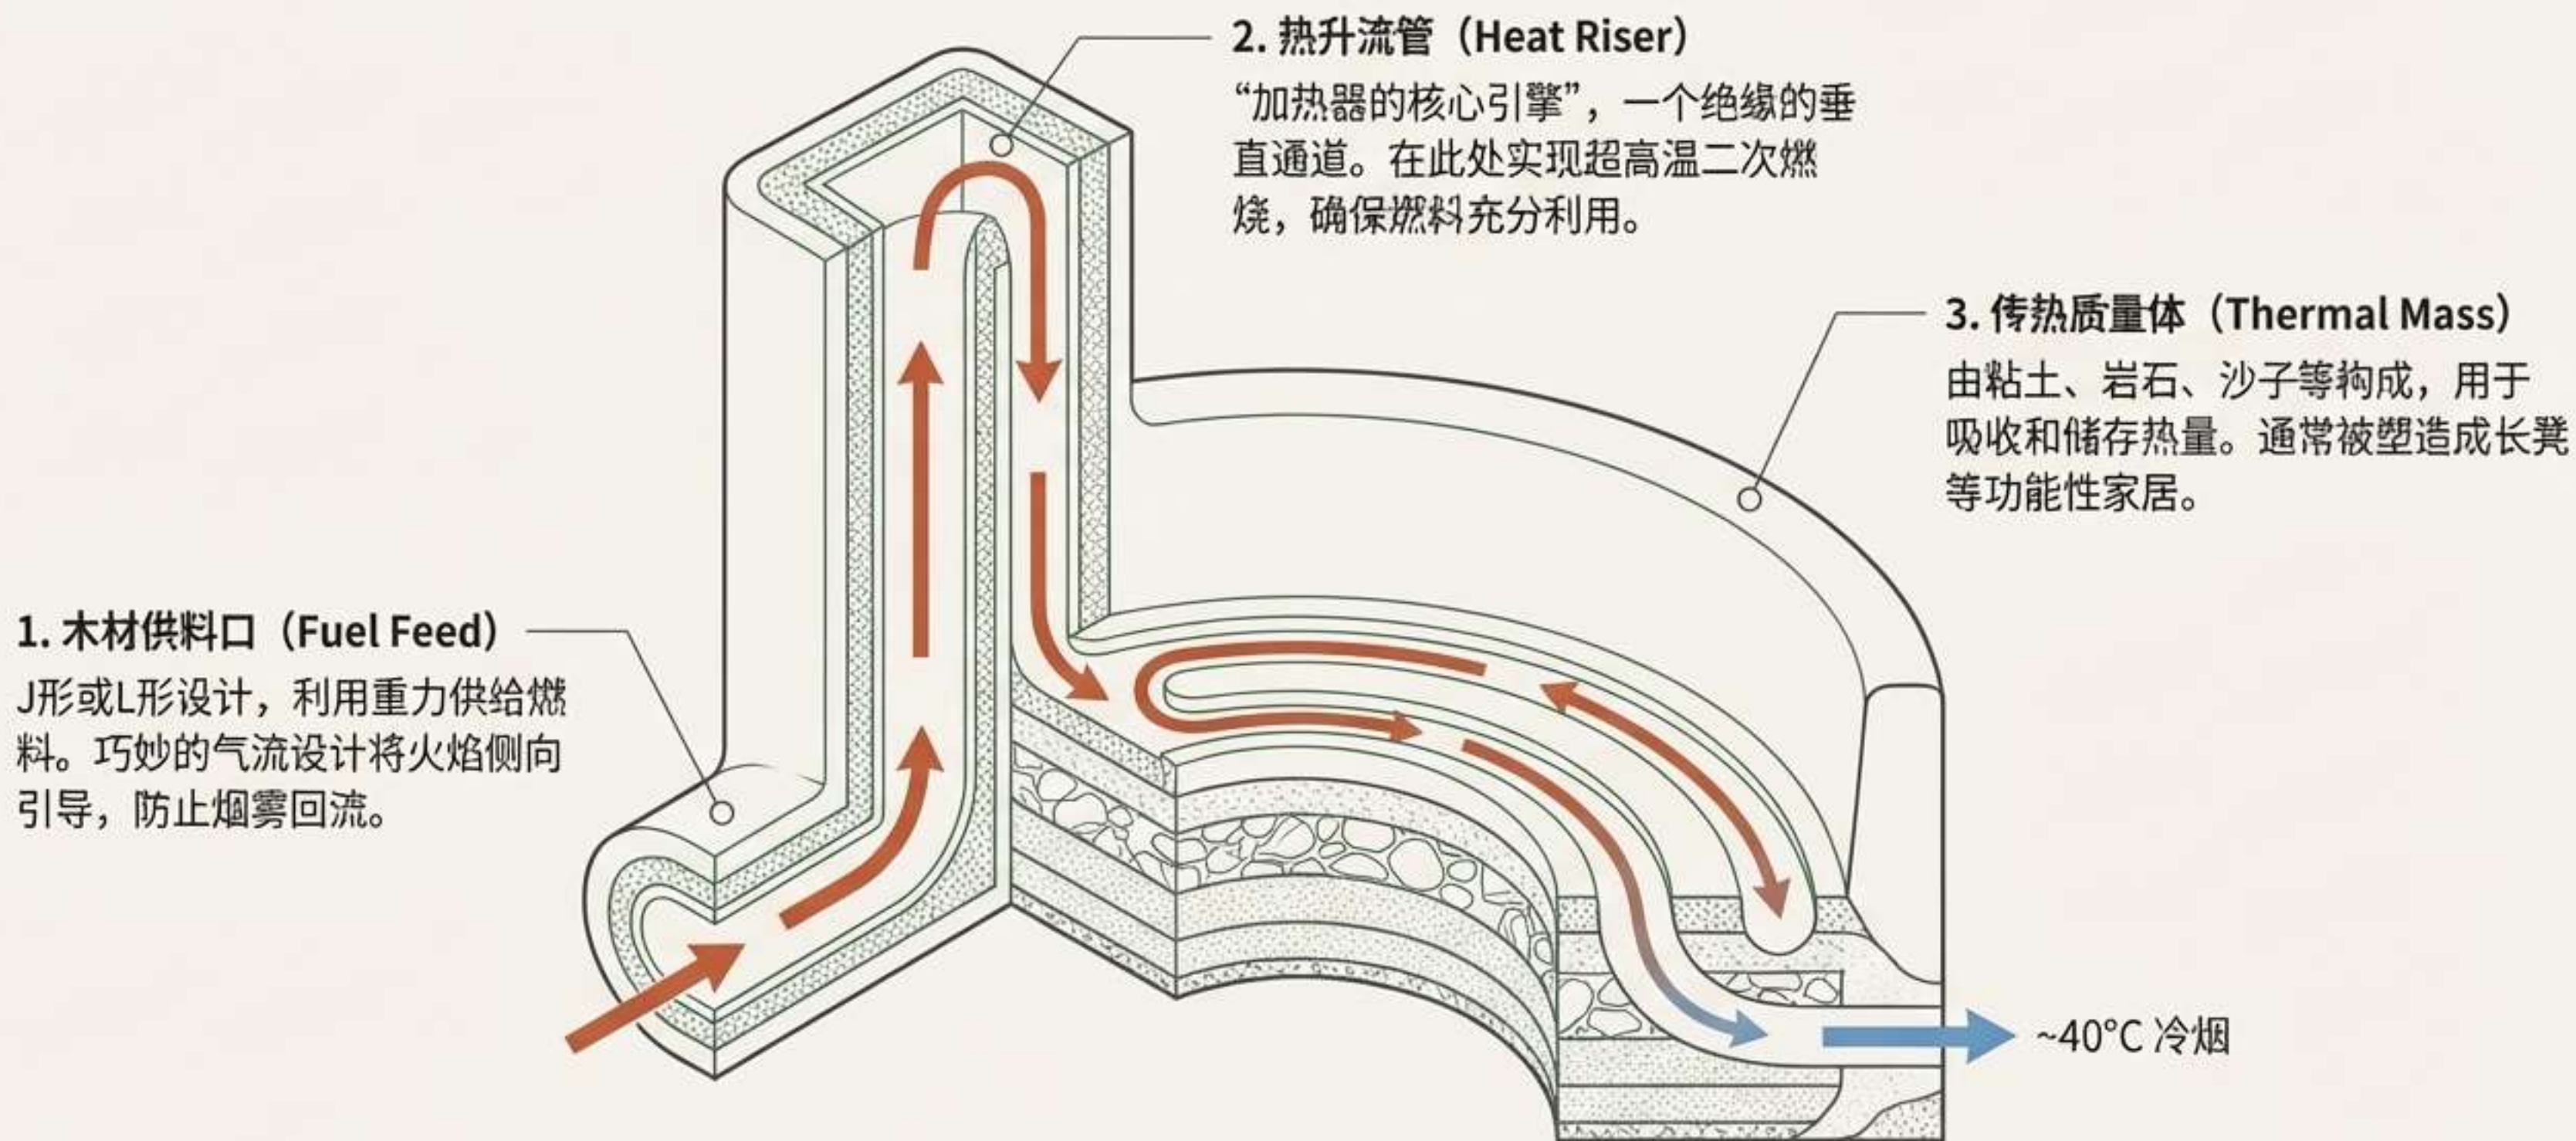 2. 热升流管（Heat Riser）
“加热器的核心引擎”，一个绝缘的垂
直通道。在此处实现超高温二次燃
烧，确保燃料充分利用。
3. 传热质量体（Thermal Mass）
由粘土、岩石、沙子等构成，用于
吸收和储存热量。通常被塑造成长凳
等功能性家居。
1. 木材供料口（Fuel Feed）
J形或L形设计，利用重力供给燃
料。巧妙的气流设计将火焰侧向
引导，防止烟雾回流。
~40°C 冷烟